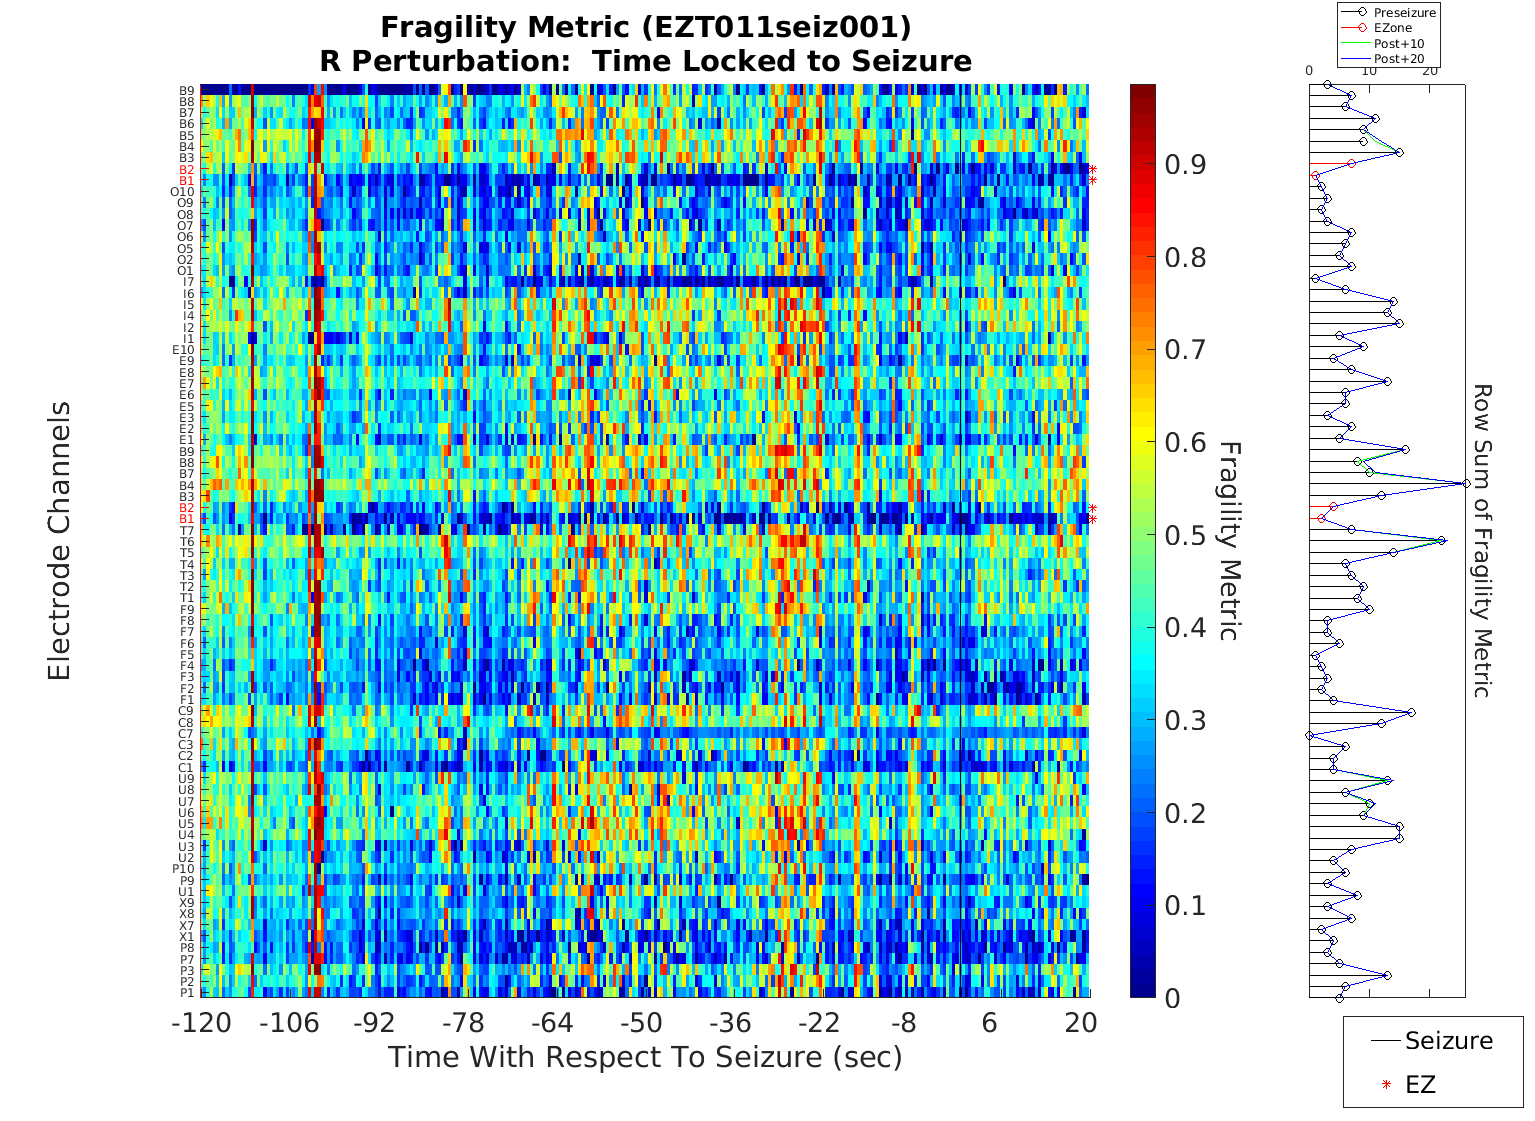 Fragility Metric (EZT011seiz001)
R Perturbation:  Time Locked to Seizure
Electrode Channels
B9
B8
B7
B6
B5
B4
B3
B2
B1
O10
O9
O8
O7
O6
O5
O2
O1
I7
I6
I5
I4
I2
I1
E10
E9
E8
E7
E6
E5
E3
E2
E1
B9
B8
B7
B4
B3
B2
B1
T7
T6
T5
T4
T3
T2
T1
F9
F8
F7
F6
F5
F4
F3
F2
F1
C9
C8
C7
C3
C2
C1
U9
U8
U7
U6
U5
U4
U3
U2
P10
P9
U1
X9
X8
X7
X1
P8
P7
P3
P2
P1
-120 -106 -92 -78 -64 -50 -36 -22 -8 6 20
Time With Respect To Seizure (sec)
0.9
0.8
0.7
0.6
0.5
0.4
0.3
0.2
0.1
0
Fragility Metric
Preseizure
EZone
Post+10
Post+20
0 10 20
Row Sum of Fragility Metric
Seizure
EZ